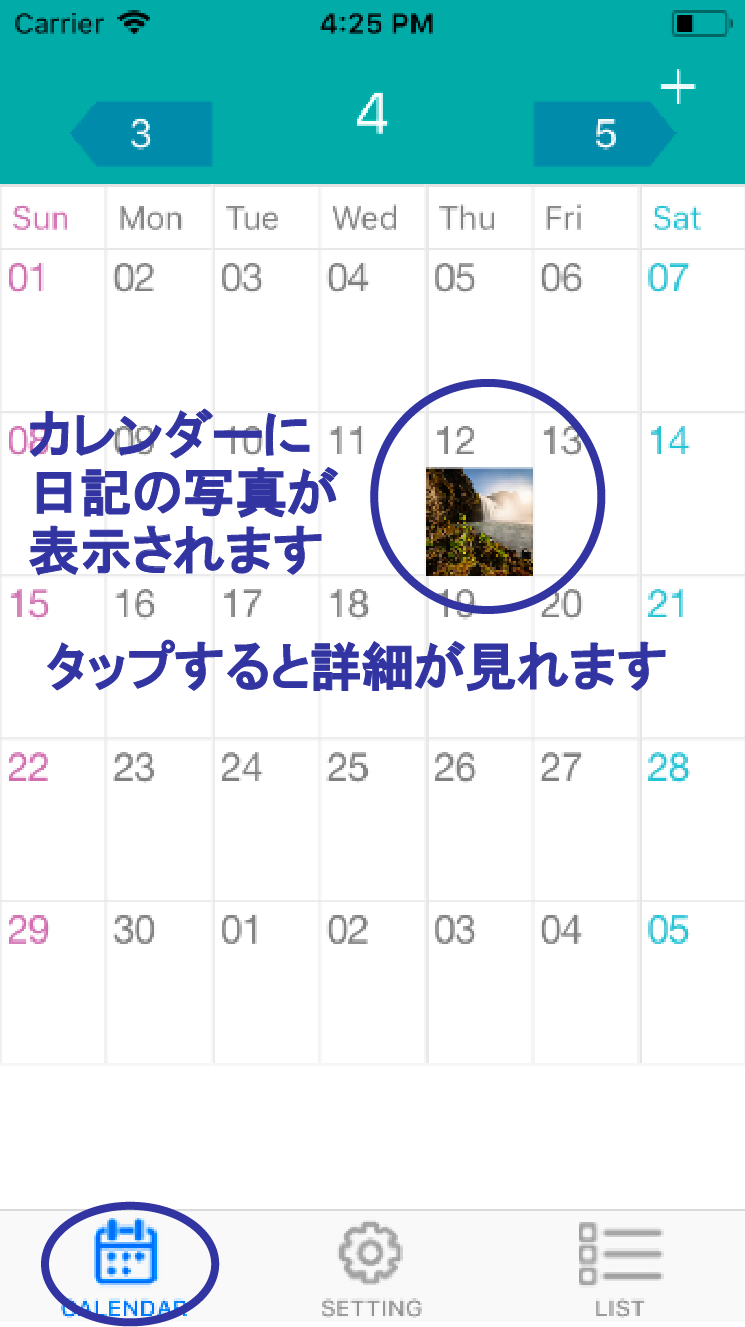 Carrier 4:25 PM
3 4 5 +
Sun Mon Tue Wed Thu Fri Sat
01 02 03 04 05 06 07
08 09 10 11 12 13 14
カレンダーに
日記の写真が
表示されます
15 16 17 18 19 20 21
タップすると詳細が見れます
22 23 24 25 26 27 28
29 30 01 02 03 04 05
CALENDAR SETTING LIST